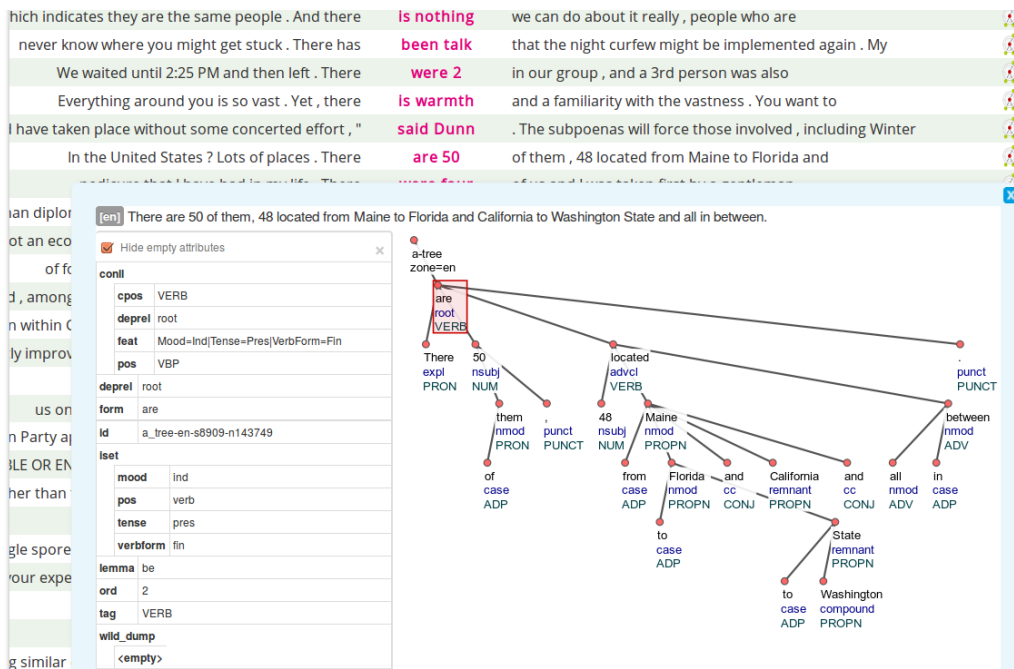 hich indicates they are the same people . And there is nothing we can do about it really , people who are
never know where you might get stuck . There has been talk that the night curfew might be implemented again . My
We waited until 2:25 PM and then left . There were 2 in our group , and a 3rd person was also
Everything around you is so vast . Yet , there is warmth and a familiarity with the vastness . You want to
I have taken place without some concerted effort , " said Dunn . The subpoenas will force those involved , including Winter
In the United States ? Lots of places . There are 50 of them , 48 located from Maine to Florida and
x
an diplor
[en] There are 50 of them, 48 located from Maine to Florida and California to Washington State and all in between.
ot an eco
Hide empty attributes ×
a-tree
zone=en
of fo
conll
d , among
cpos VERB
are
root
VERB
n within C
deprel root
feat Mood=Ind|Tense=Pres|VerbForm=Fin
ly improv
pos VBP
There 50 located .
expl nsubj advcl punct
PRON NUM VERB PUNCT
deprel root
us on
form are
them , 48 Maine between
nmod punct nsubj nmod nmod
PRON PUNCT NUM PROPN ADV
n Party ap
id a_tree-en-s8909-n143749
BLE OR EN
iset
her than
mood ind
of from Florida and California and all in
case case nmod cc remnant cc nmod case
ADP ADP PROPN CONJ PROPN CONJ ADV ADP
pos verb
tense pres
verbform fin
to State
case remnant
ADP PROPN
gle spore
lemma be
your expe
ord 2
to Washington
case compound
ADP PROPN
tag VERB
wild_dump
<empty>
g similar